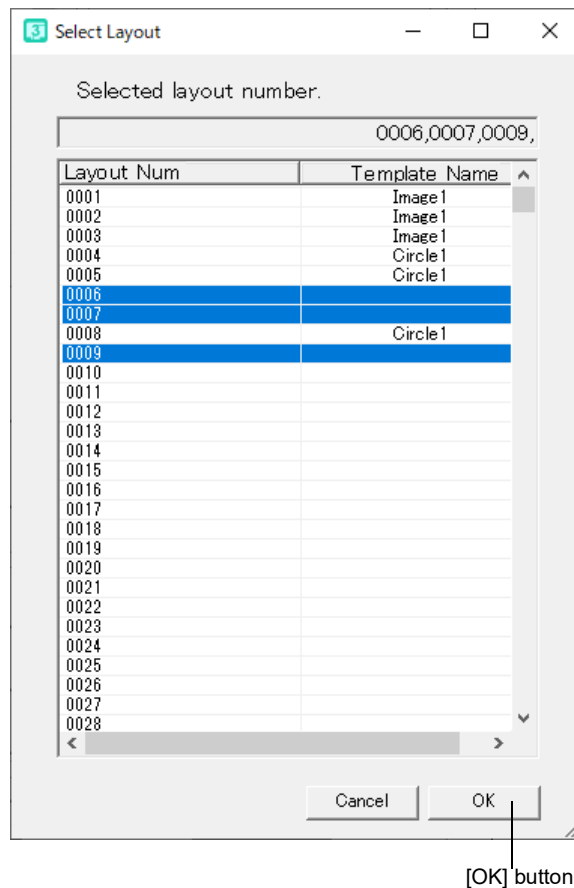 3 Select Layout
Selected layout number.
0006,0007,0009,
Layout Num Template Name
0001 Image1
0002 Image1
0003 Image1
0004 Circle1
0005 Circle1
0006
0007
0008 Circle1
0009
0010
0011
0012
0013
0014
0015
0016
0017
0018
0019
0020
0021
0022
0023
0024
0025
0026
0027
0028
Cancel OK
[OK] button